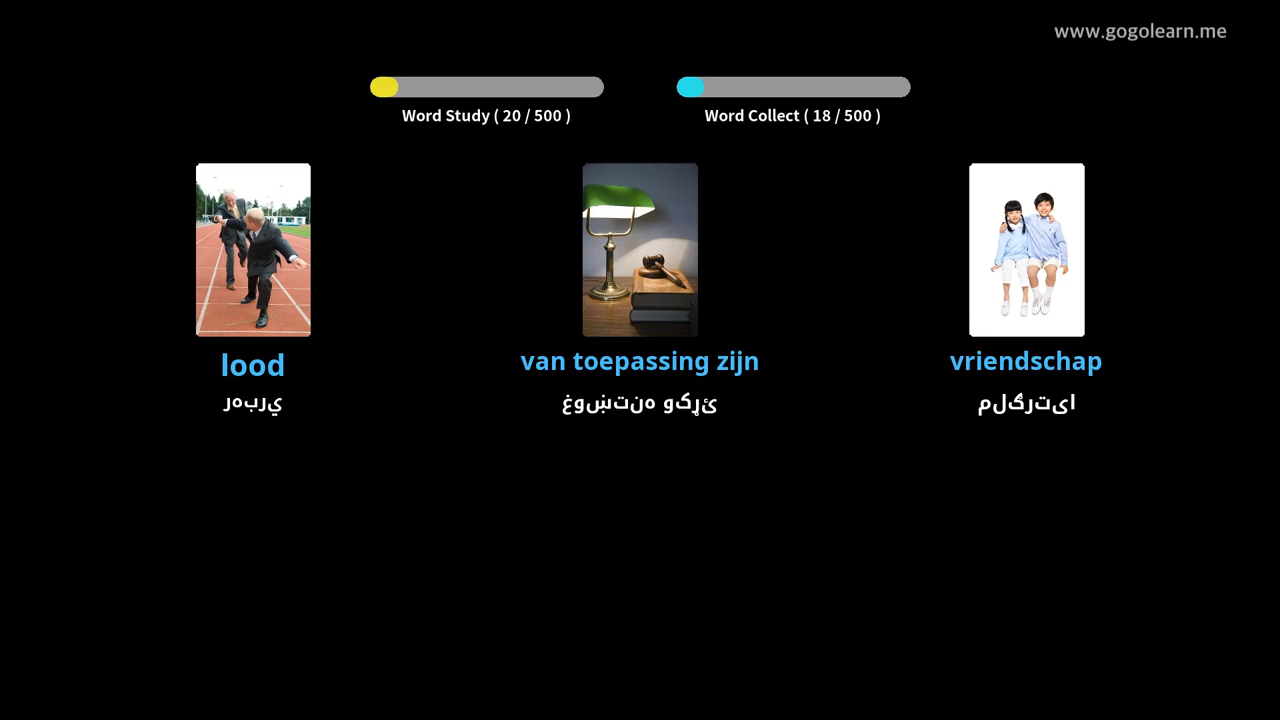 www.gogolearn.me
Word Study ( 20 / 500 )
Word Collect ( 18 / 500 )
lood
رهبري
van toepassing zijn
غوښتنه وکړئ
vriendschap
ملګرتیا